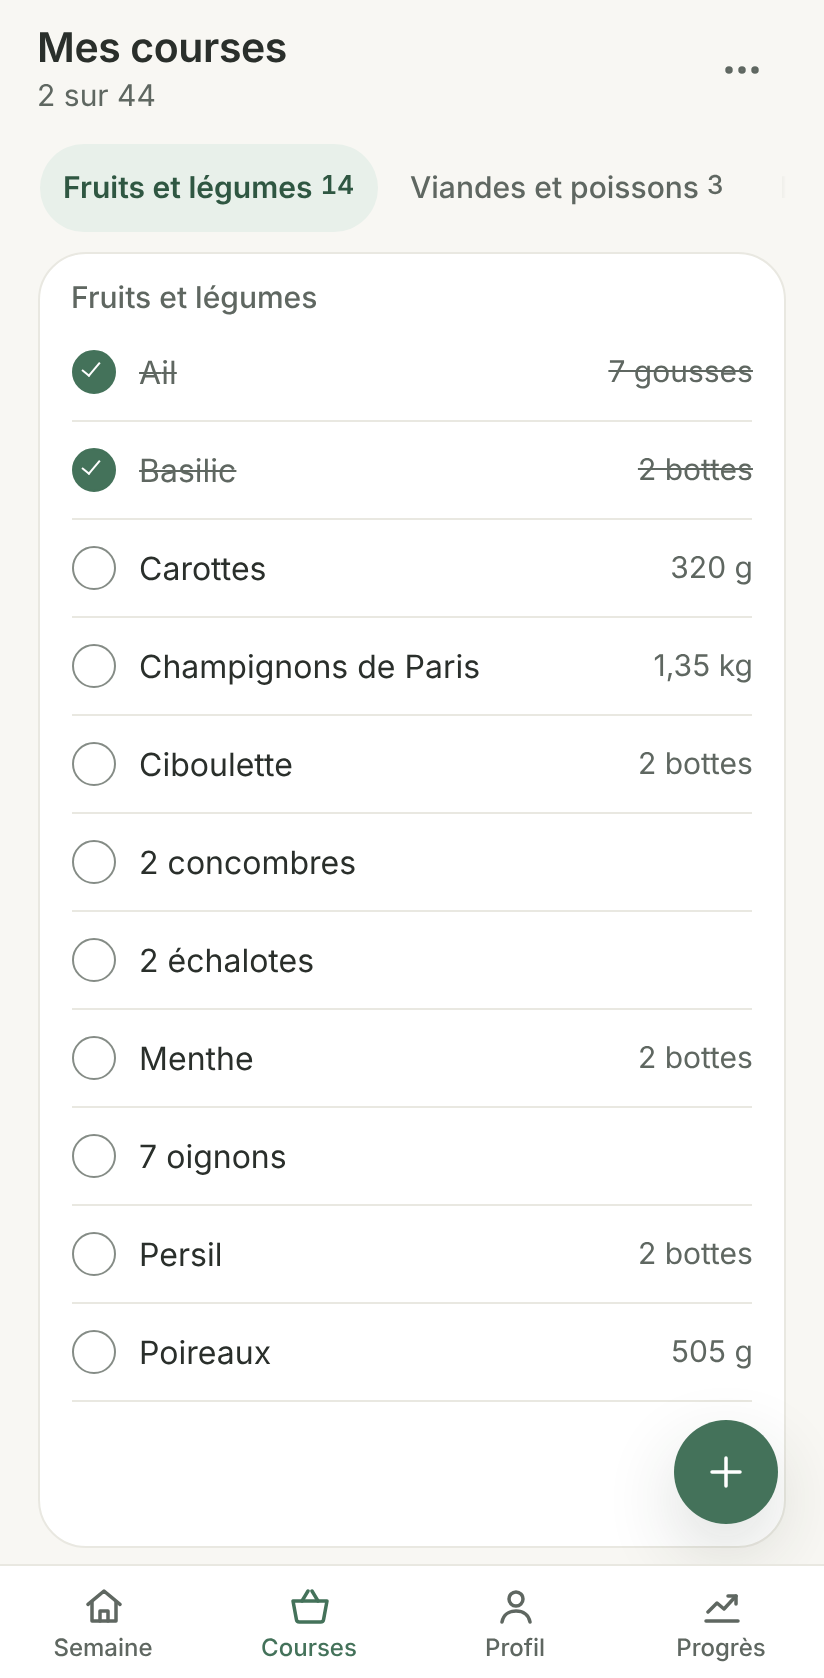 Mes courses
2 sur 44
Fruits et légumes 14
Viandes et poissons 3
Fruits et légumes
Ail 7 gousses
Basilic 2 bottes
Carottes 320 g
Champignons de Paris 1,35 kg
Ciboulette 2 bottes
2 concombres
2 échalotes
Menthe 2 bottes
7 oignons
Persil 2 bottes
Poireaux 505 g
Semaine
Courses
Profil
Progrès